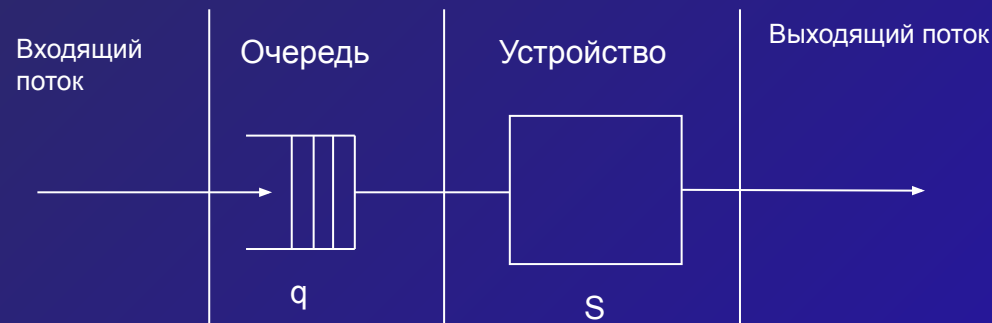 Входящий
поток
Очередь
Устройство
Выходящий поток
q
S